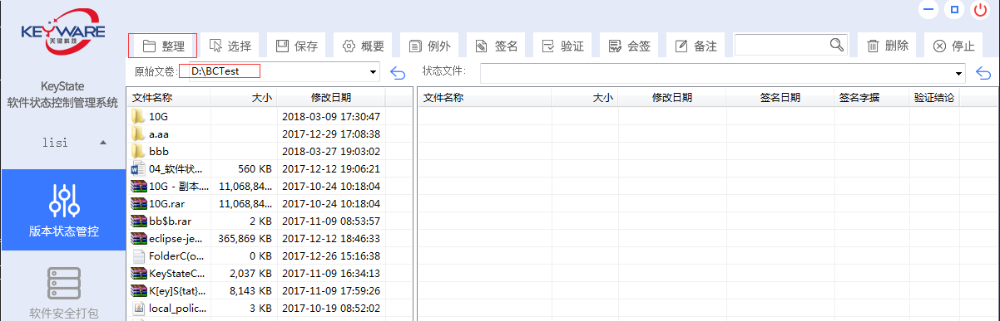 KEYWARE
关键科技
KeyState
软件状态控制管理系统
lisi
版本状态管控
软件安全打包
整理 选择 保存 概要 例外 签名 验证 会签 备注 删除 停止
原始文卷: D:\BCTest
状态文件:
文件名称 大小 修改日期
10G 2018-03-09 17:30:47
a.aa 2017-12-29 17:08:38
bbb 2018-03-27 19:03:02
04_软件状... 560 KB 2017-12-12 19:06:21
10G - 副本.... 11,068,84... 2017-10-24 10:18:04
10G.rar 11,068,84... 2017-10-24 10:18:04
bb$b.rar 2 KB 2017-11-09 08:53:57
eclipse-je... 365,869 KB 2017-12-12 18:46:33
FolderC(o... 0 KB 2017-12-26 15:16:38
KeyStateC... 2,037 KB 2017-11-09 16:34:13
K[ey]S{tat}... 8,143 KB 2017-11-09 17:59:26
local_polic... 3 KB 2017-10-19 08:52:02
文件名称 大小 修改日期 签名日期 签名字据 验证结论